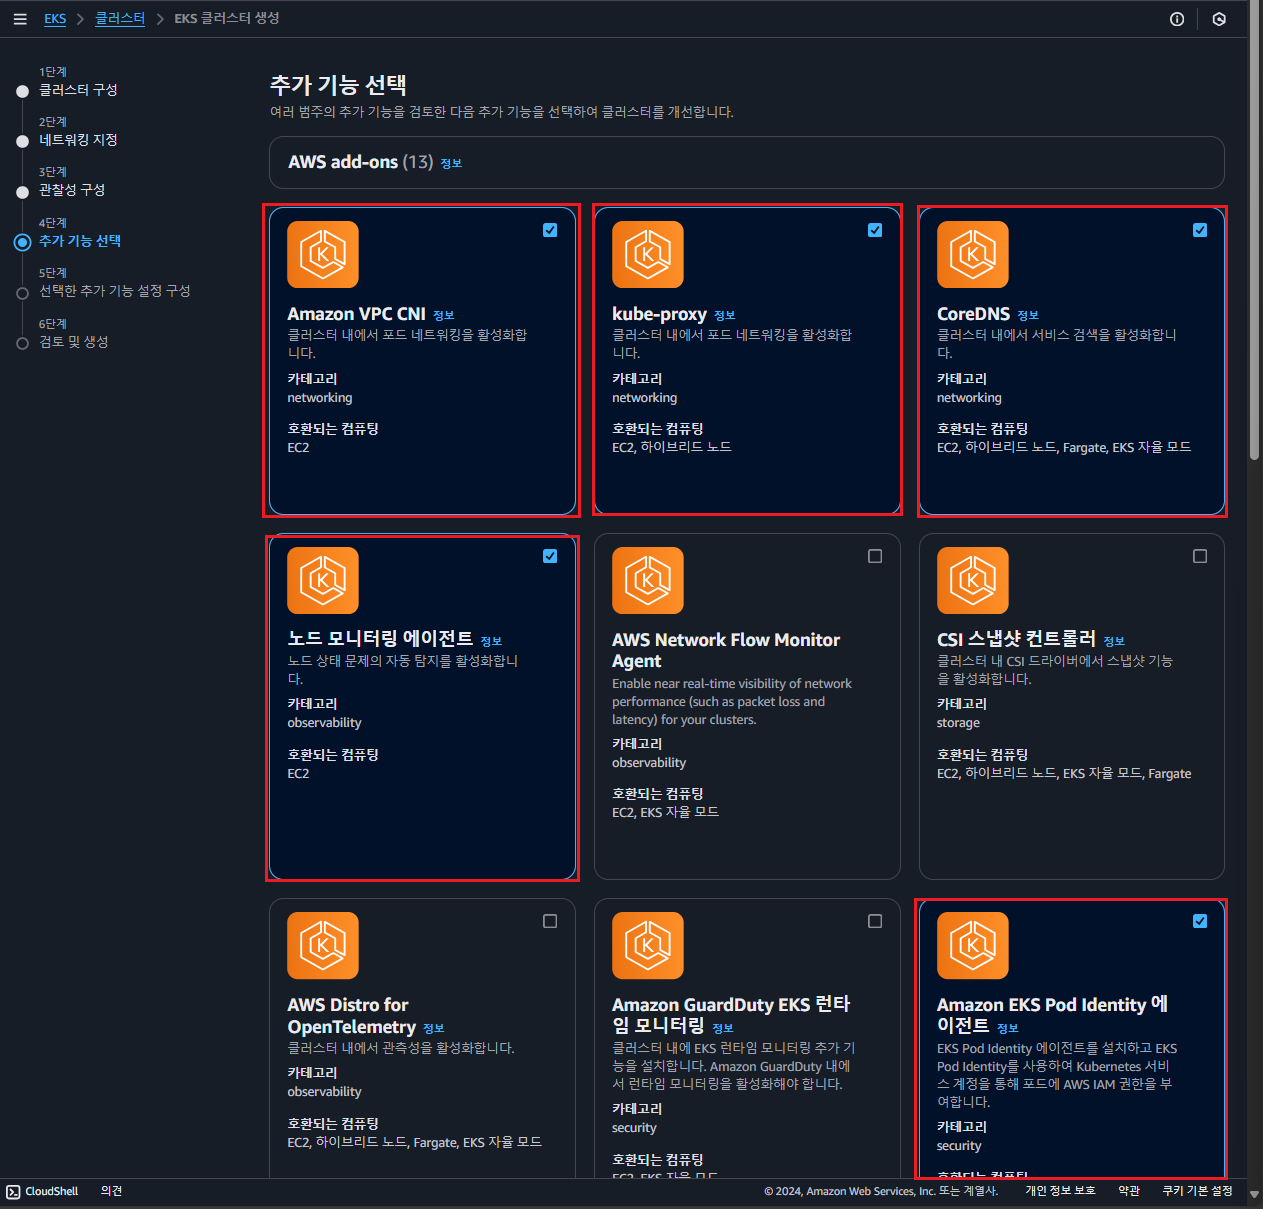 EKS > 클러스터 > EKS 클러스터 생성
1단계
클러스터 구성
2단계
네트워킹 지정
3단계
관찰성 구성
4단계
추가 기능 선택
5단계
선택한 추가 기능 설정 구성
6단계
검토 및 생성
추가 기능 선택
여러 범주의 추가 기능을 검토한 다음 추가 기능을 선택하여 클러스터를 개선합니다.
AWS add-ons (13) 정보
Amazon VPC CNI 정보
클러스터 내에서 포드 네트워킹을 활성화합
니다.
카테고리
networking
호환되는 컴퓨팅
EC2
kube-proxy 정보
클러스터 내에서 포드 네트워킹을 활성화합
니다.
카테고리
networking
호환되는 컴퓨팅
EC2, 하이브리드 노드
CoreDNS 정보
클러스터 내에서 서비스 검색을 활성화합니
다.
카테고리
networking
호환되는 컴퓨팅
EC2, 하이브리드 노드, Fargate, EKS 자율 모드
노드 모니터링 에이전트 정보
노드 상태 문제의 자동 탐지를 활성화합니
다.
카테고리
observability
호환되는 컴퓨팅
EC2
AWS Network Flow Monitor
Agent
Enable near real-time visibility of network
performance (such as packet loss and
latency) for your clusters.
카테고리
observability
호환되는 컴퓨팅
EC2, EKS 자율 모드
CSI 스냅샷 컨트롤러 정보
클러스터 내 CSI 드라이버에서 스냅샷 기능
을 활성화합니다.
카테고리
storage
호환되는 컴퓨팅
EC2, 하이브리드 노드, EKS 자율 모드, Fargate
AWS Distro for
OpenTelemetry 정보
클러스터 내에서 관측성을 활성화합니다.
카테고리
observability
호환되는 컴퓨팅
EC2, 하이브리드 노드, Fargate, EKS 자율 모드
Amazon GuardDuty EKS 런타
임 모니터링 정보
클러스터 내에 EKS 런타임 모니터링 추가 기
능을 설치합니다. Amazon GuardDuty 내에
서 런타임 모니터링을 활성화해야 합니다.
카테고리
security
호환되는 컴퓨팅
EC2, EKS 자율 모드
Amazon EKS Pod Identity 에
이전트 정보
EKS Pod Identity 에이전트를 설치하고 EKS
Pod Identity를 사용하여 Kubernetes 서비
스 계정을 통해 포드에 AWS IAM 권한을 부
여합니다.
카테고리
security
호환되는 컴퓨팅
CloudShell 의견 © 2024, Amazon Web Services, Inc. 또는 계열사. 개인 정보 보호 약관 쿠키 기본 설정